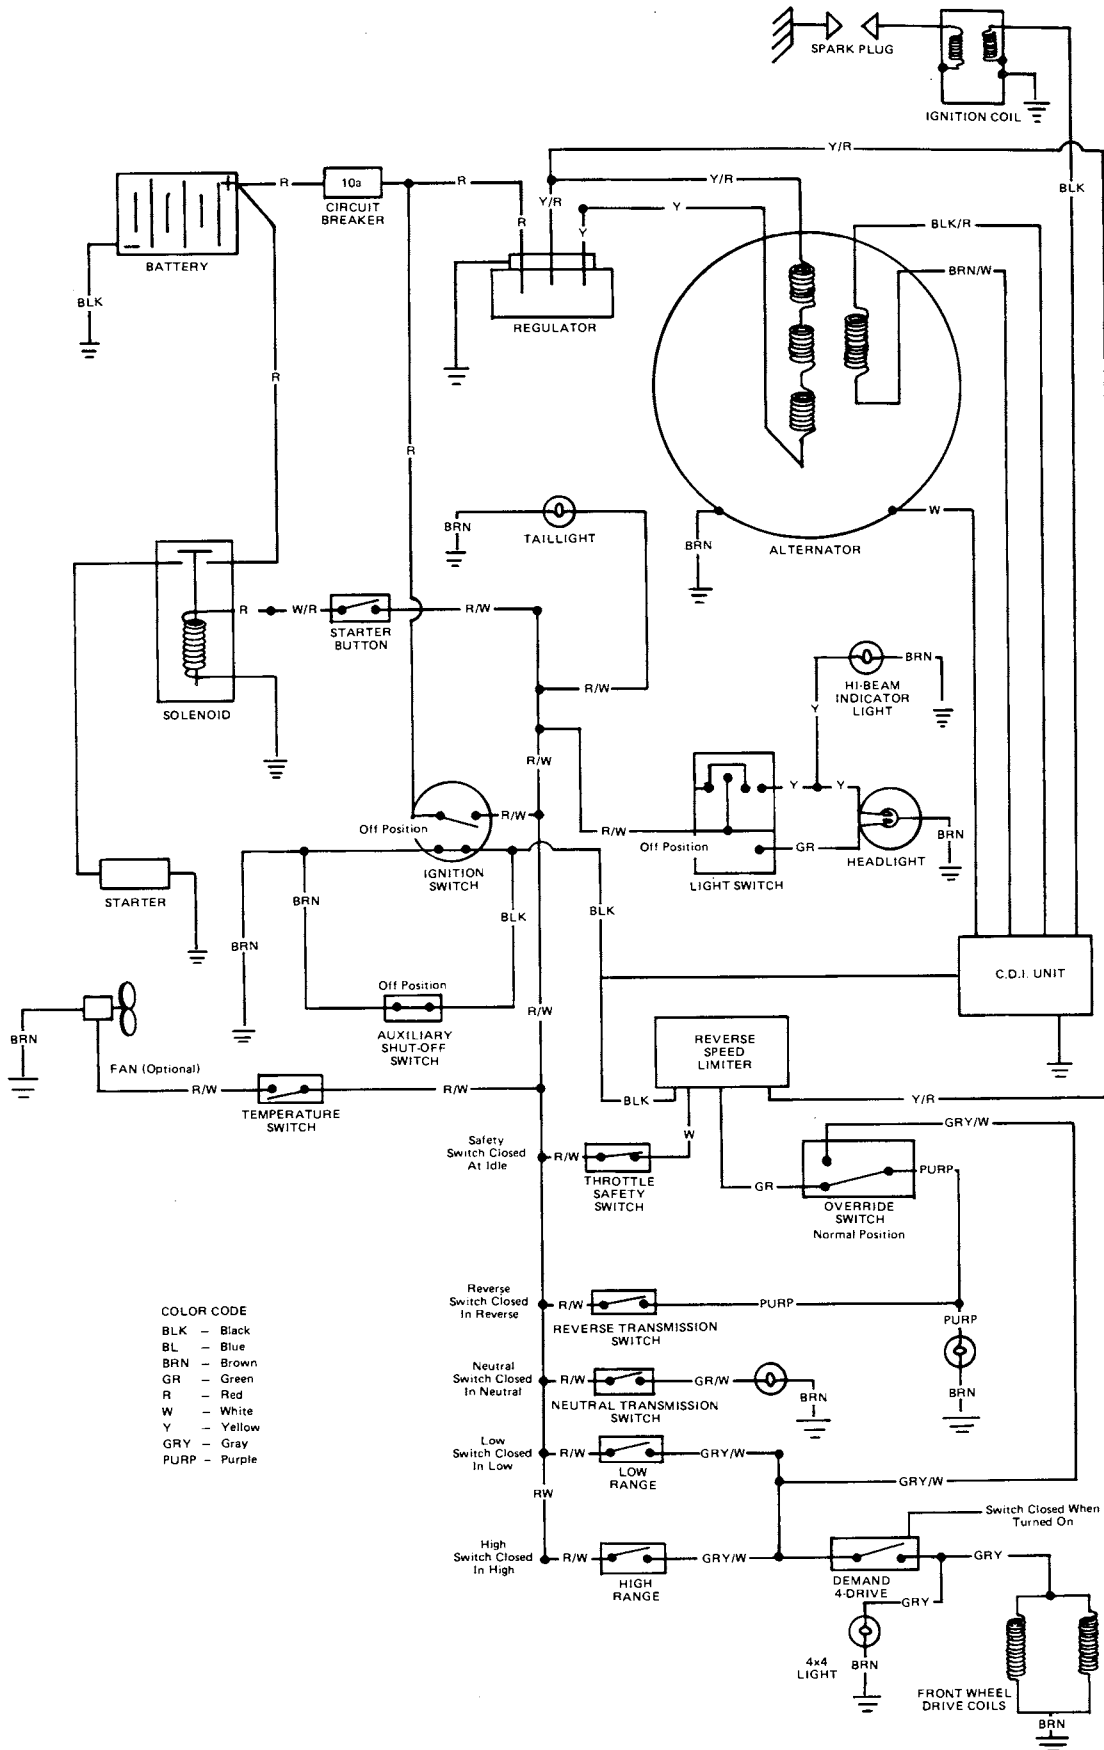 SPARK PLUG
IGNITION COIL
Y/R
BLK
R
10a
CIRCUIT
BREAKER
R
Y/R
R
Y/R
Y
Y
BLK/R
BRN/W
BATTERY
BLK
REGULATOR
R
R
BRN
TAILLIGHT
ALTERNATOR
W
BRN
R
W/R
STARTER
BUTTON
R/W
R/W
SOLENOID
BRN
HI-BEAM
INDICATOR
LIGHT
Y
R/W
Off Position
R/W
IGNITION
SWITCH
R/W
Off Position
Y
Y
GR
LIGHT SWITCH
HEADLIGHT
BRN
STARTER
BRN
BRN
BLK
BLK
Off Position
AUXILIARY
SHUT-OFF
SWITCH
R/W
C.D.I. UNIT
BRN
FAN (Optional)
R/W
TEMPERATURE
SWITCH
R/W
REVERSE
SPEED
LIMITER
BLK
W
Y/R
GRY/W
Safety
Switch Closed
At Idle
R/W
THROTTLE
SAFETY
SWITCH
GR
PURP
OVERRIDE
SWITCH
Normal Position
Reverse
Switch Closed
In Reverse
R/W
PURP
REVERSE TRANSMISSION
SWITCH
PURP
BRN
Neutral
Switch Closed
In Neutral
R/W
GR/W
NEUTRAL TRANSMISSION
SWITCH
BRN
Low
Switch Closed
In Low
R/W
LOW
RANGE
GRY/W
GRY/W
RW
High
Switch Closed
In High
R/W
HIGH
RANGE
GRY/W
Switch Closed When
Turned On
DEMAND
4-DRIVE
GRY
GRY
4x4
LIGHT
BRN
FRONT WHEEL
DRIVE COILS
BRN
COLOR CODE
BLK – Black
BL – Blue
BRN – Brown
GR – Green
R – Red
W – White
Y – Yellow
GRY – Gray
PURP – Purple